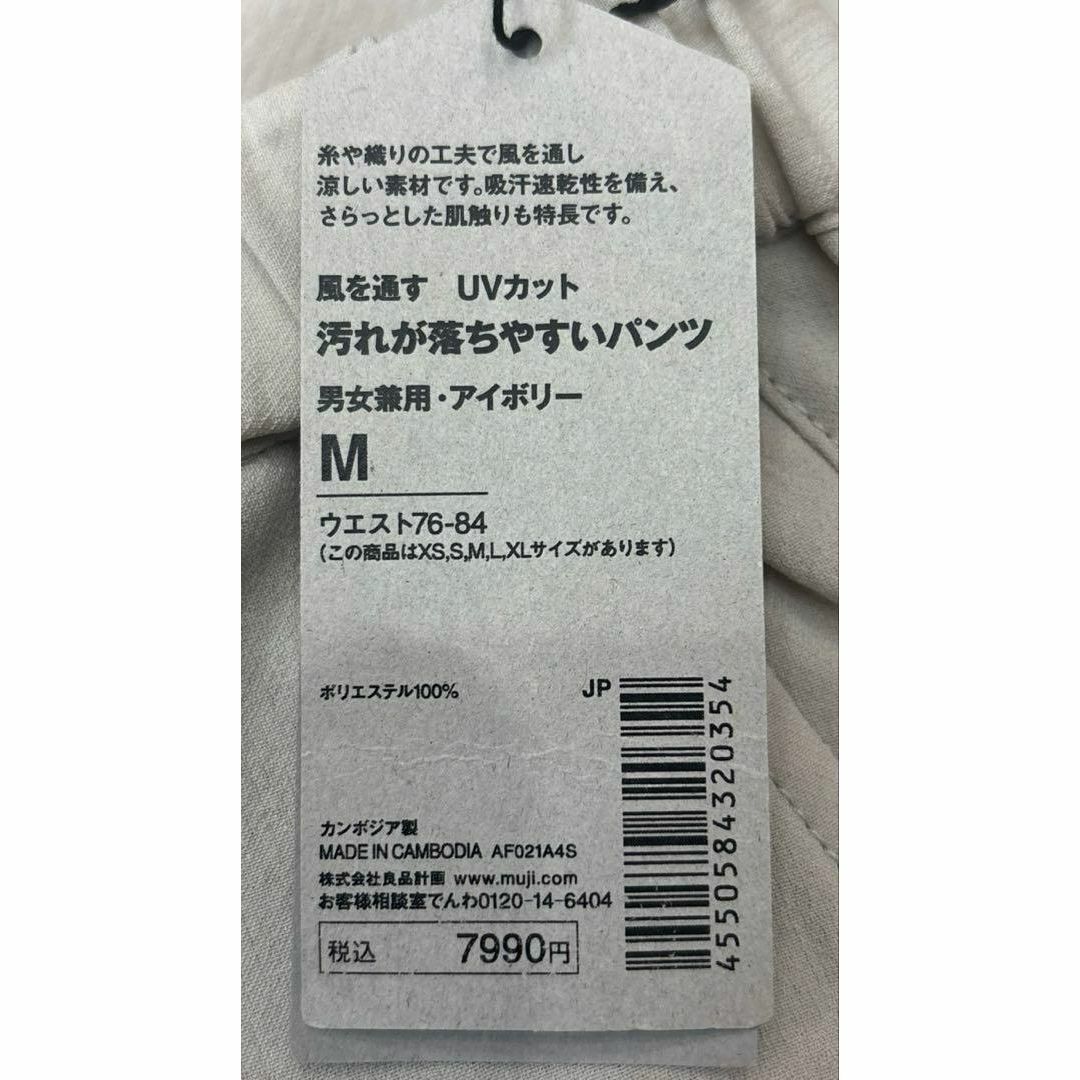 糸や織りの工夫で風を通し
涼しい素材です。吸汗速乾性を備え、
さらっとした肌触りも特長です。
風を通す UVカット
汚れが落ちやすいパンツ
男女兼用・アイボリー
M
ウエスト76-84
(この商品はXS,S,M,L,XLサイズがあります)
ポリエステル100%
JP
4550584320354
カンボジア製
MADE IN CAMBODIA AF021A4S
株式会社良品計画 www.muji.com
お客様相談室でんわ0120-14-6404
税込 7990円